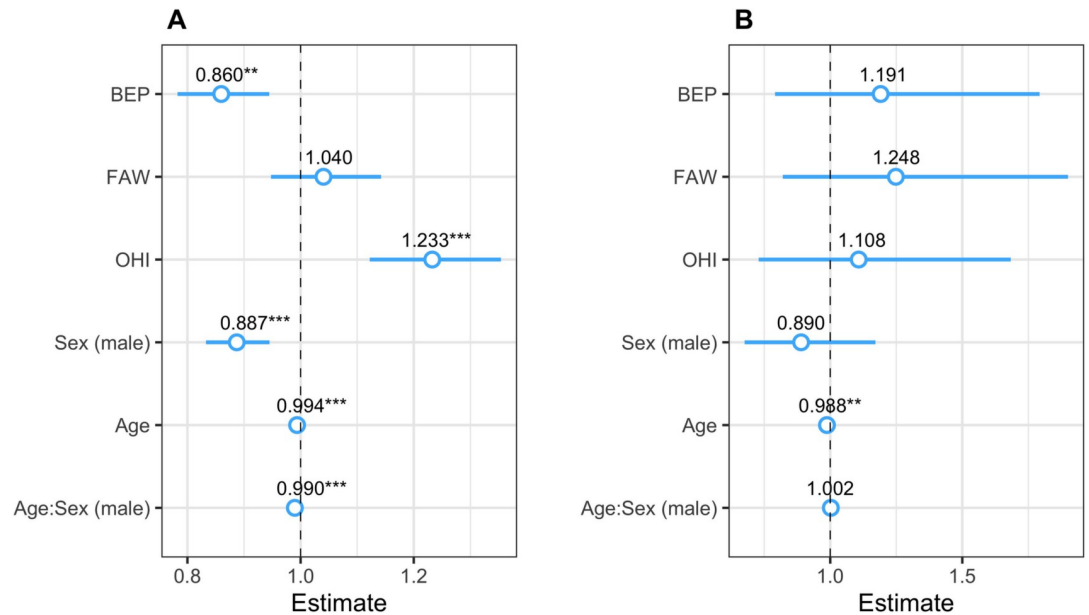 A
BEP
0.860**
FAW
1.040
OHI
1.233***
Sex (male)
0.887***
Age
0.994***
Age:Sex (male)
0.990***
0.8
1.0
1.2
Estimate
B
BEP
1.191
FAW
1.248
OHI
1.108
Sex (male)
0.890
Age
0.988**
Age:Sex (male)
1.002
1.0
1.5
Estimate